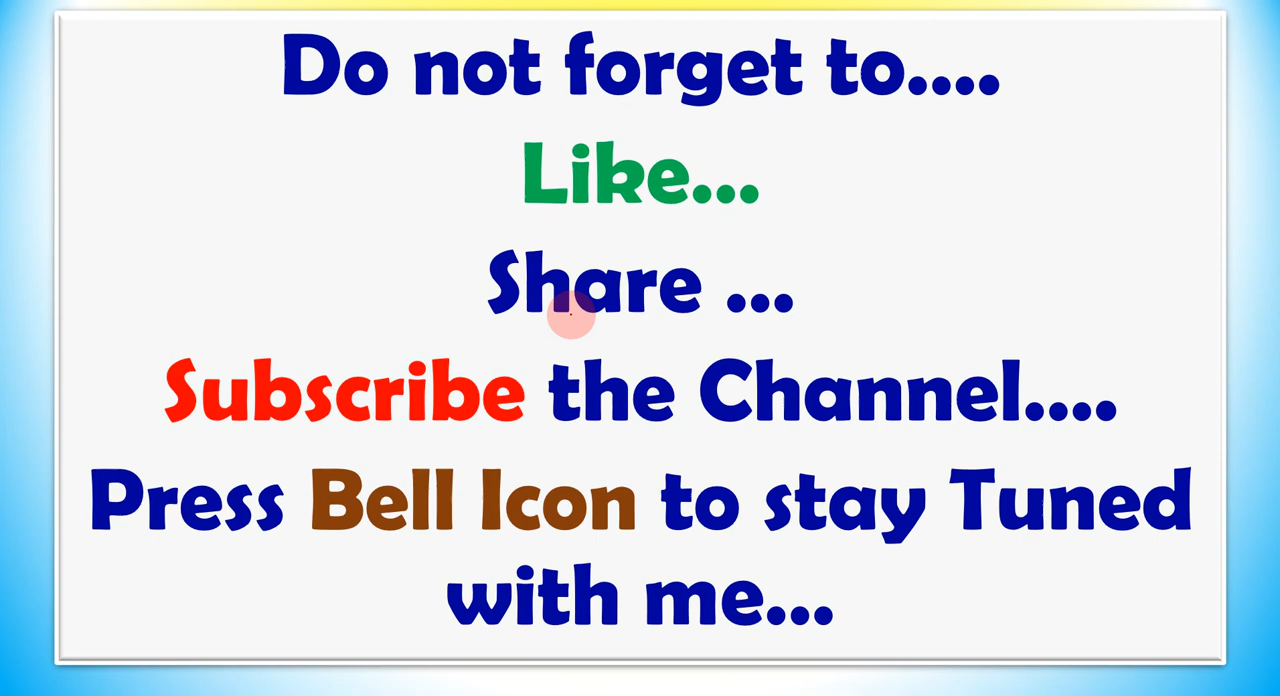 Do not forget to....
Like...
Share ...
Subscribe the Channel....
Press Bell Icon to stay Tuned
with me...